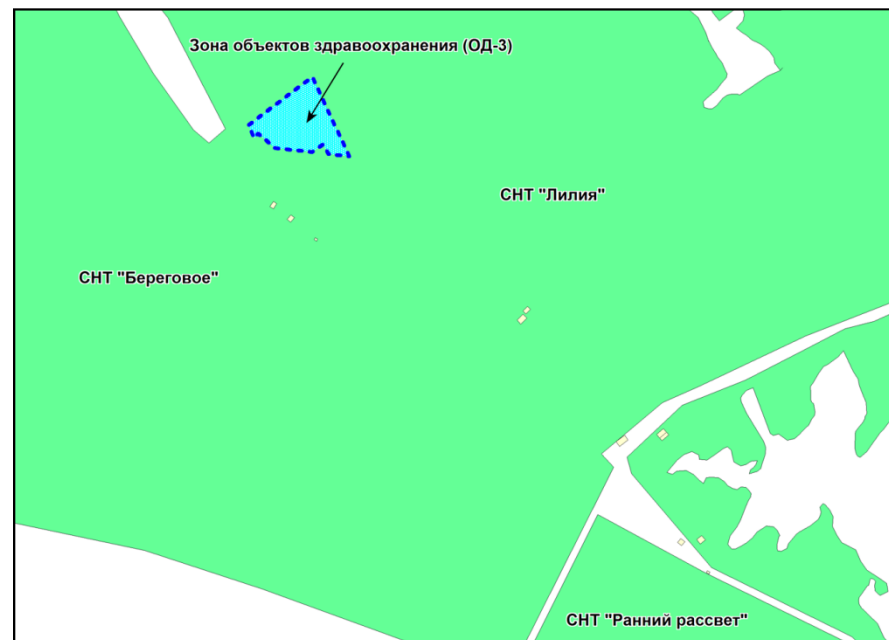 Зона объектов здравоохранения (ОД-3)
СНТ "Лилия"
СНТ "Береговое"
СНТ "Ранний рассвет"